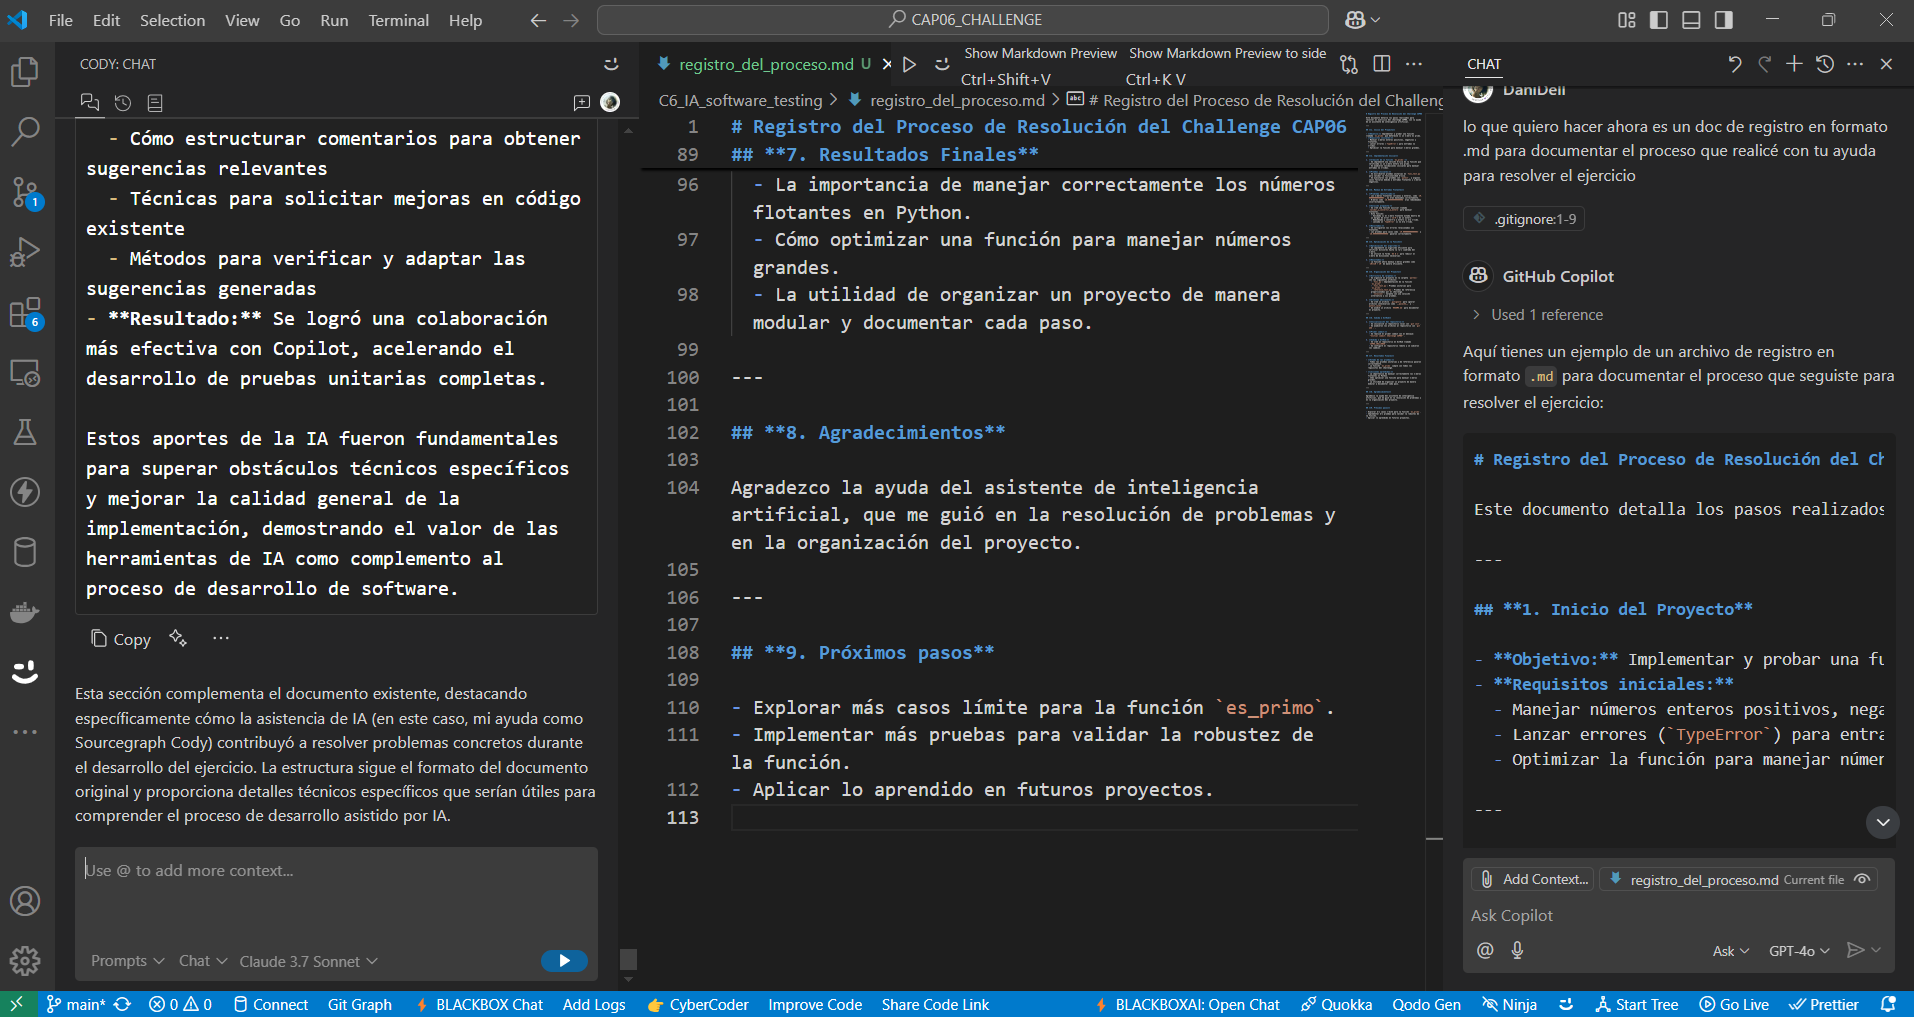 File Edit Selection View Go Run Terminal Help
CAP06_CHALLENGE
CODY: CHAT
- Cómo estructurar comentarios para obtener
sugerencias relevantes
- Técnicas para solicitar mejoras en código
existente
- Métodos para verificar y adaptar las
sugerencias generadas
- **Resultado:** Se logró una colaboración
más efectiva con Copilot, acelerando el
desarrollo de pruebas unitarias completas.
Estos aportes de la IA fueron fundamentales
para superar obstáculos técnicos específicos
y mejorar la calidad general de la
implementación, demostrando el valor de las
herramientas de IA como complemento al
proceso de desarrollo de software.
Copy
Esta sección complementa el documento existente, destacando
específicamente cómo la asistencia de IA (en este caso, mi ayuda como
Sourcegraph Cody) contribuyó a resolver problemas concretos durante
el desarrollo del ejercicio. La estructura sigue el formato del documento
original y proporciona detalles técnicos específicos que serían útiles para
comprender el proceso de desarrollo asistido por IA.
Use @ to add more context...
Prompts Chat Claude 3.7 Sonnet
1
6
registro_del_proceso.md U
Show Markdown Preview Show Markdown Preview to side
Ctrl+Shift+V Ctrl+K V
C6_IA_software_testing > registro_del_proceso.md > abc # Registro del Proceso de Resolución del Challeng
1 # Registro del Proceso de Resolución del Challenge CAP06
89 ## **7. Resultados Finales**
96 - La importancia de manejar correctamente los números
flotantes en Python.
97 - Cómo optimizar una función para manejar números
grandes.
98 - La utilidad de organizar un proyecto de manera
modular y documentar cada paso.
99
100 ---
101
102 ## **8. Agradecimientos**
103
104 Agradezco la ayuda del asistente de inteligencia
artificial, que me guió en la resolución de problemas y
en la organización del proyecto.
105
106 ---
107
108 ## **9. Próximos pasos**
109
110 - Explorar más casos límite para la función `es_primo`.
111 - Implementar más pruebas para validar la robustez de
la función.
112 - Aplicar lo aprendido en futuros proyectos.
113
CHAT
DaniDell
lo que quiero hacer ahora es un doc de registro en formato
.md para documentar el proceso que realicé con tu ayuda
para resolver el ejercicio
.gitignore:1-9
GitHub Copilot
> Used 1 reference
Aquí tienes un ejemplo de un archivo de registro en
formato .md para documentar el proceso que seguiste para
resolver el ejercicio:
# Registro del Proceso de Resolución del Ch
Este documento detalla los pasos realizados
---
## **1. Inicio del Proyecto**
- **Objetivo:** Implementar y probar una fu
- **Requisitos iniciales:**
- Manejar números enteros positivos, nega
- Lanzar errores (`TypeError`) para entra
- Optimizar la función para manejar númer
---
Add Context... registro_del_proceso.md Current file
Ask Copilot
@ Ask GPT-4o
main* 0 0 Connect Git Graph BLACKBOX Chat Add Logs CyberCoder Improve Code Share Code Link BLACKBOXAI: Open Chat Quokka Qodo Gen Ninja Start Tree Go Live Prettier